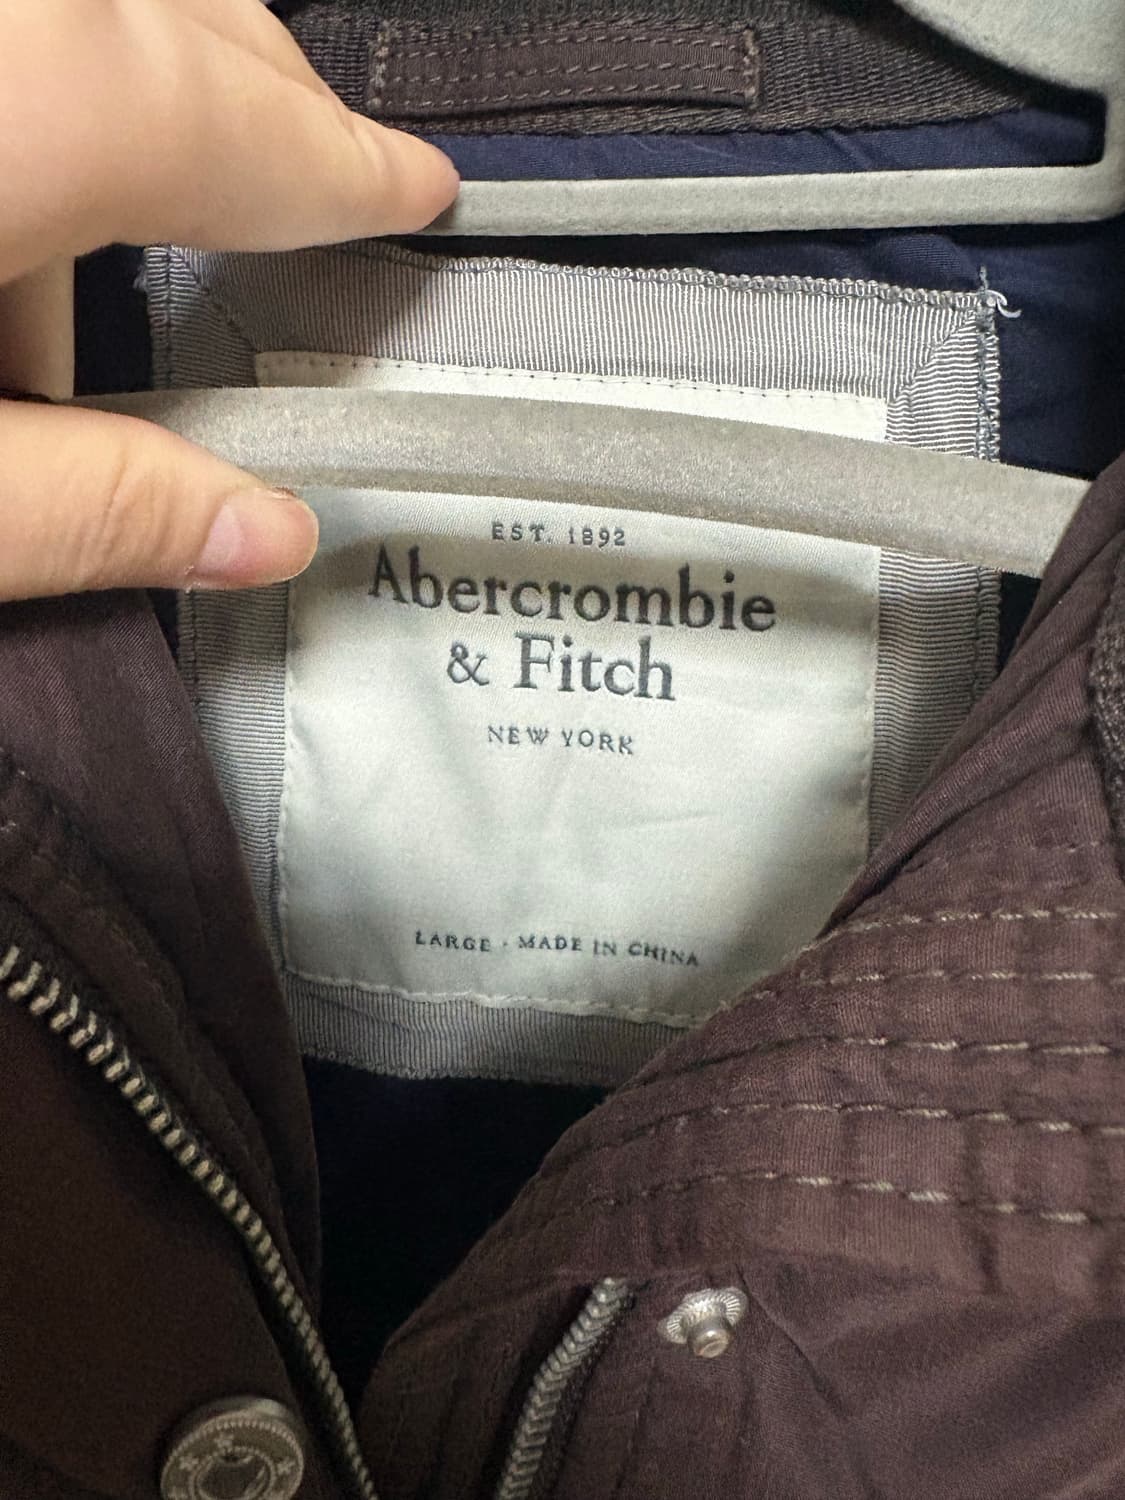 EST. 1892
Abercrombie
& Fitch
NEW YORK
LARGE · MADE IN CHINA